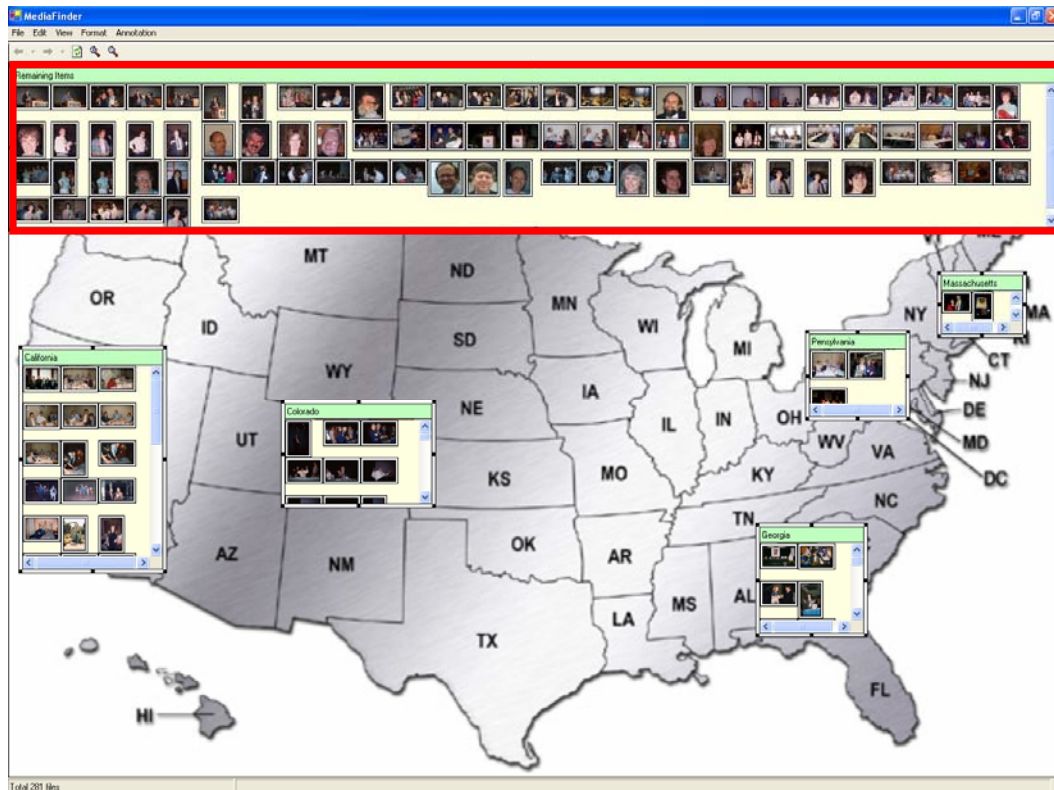 MediaFinder
File Edit View Format Annotation
Remaining Items
MT
ND
OR
MN
ID
SD
WI
NY
Massachusetts
MA
RI
MI
Pensylvania
CT
California
WY
NJ
IA
NE
Colorado
IL
IN
OH
DE
UT
WV
MD
VA
KS
MO
KY
DC
NC
TN
OK
Georgia
AZ
NM
AR
MS
AL
LA
TX
FL
HI
Total 281 files